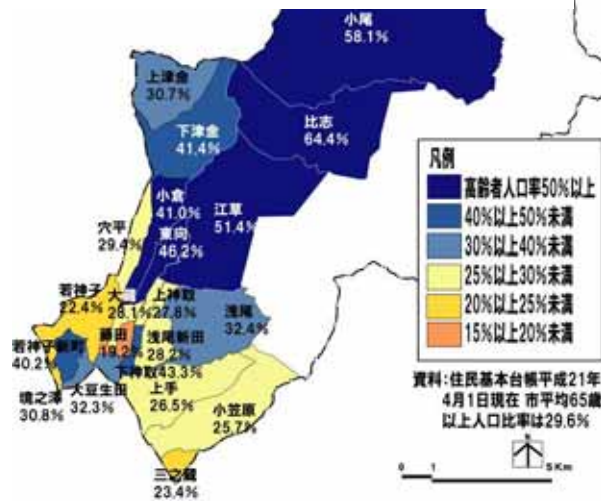 小尾
58.1%
上津金
30.7%
比志
64.4%
下津金
41.4%
小倉
41.0%
江草
51.4%
東向
46.2%
穴平
29.4%
若神子
22.4%
大
28.1%
上神取
27.8%
浅尾
32.4%
藤田
19.2%
浅尾新田
28.2%
若神子新町
40.2%
下神取43.3%
境之澤
30.8%
大豆生田
32.3%
上手
26.5%
小笠原
25.7%
三之蔵
23.4%
凡例
高齢者人口率50%以上
40%以上50%未満
30%以上40%未満
25%以上30%未満
20%以上25%未満
15%以上20%未満
資料:住民基本台帳平成21年
4月1日現在 市平均65歳
以上人口比率は29.6%
N
0 1 5 Km